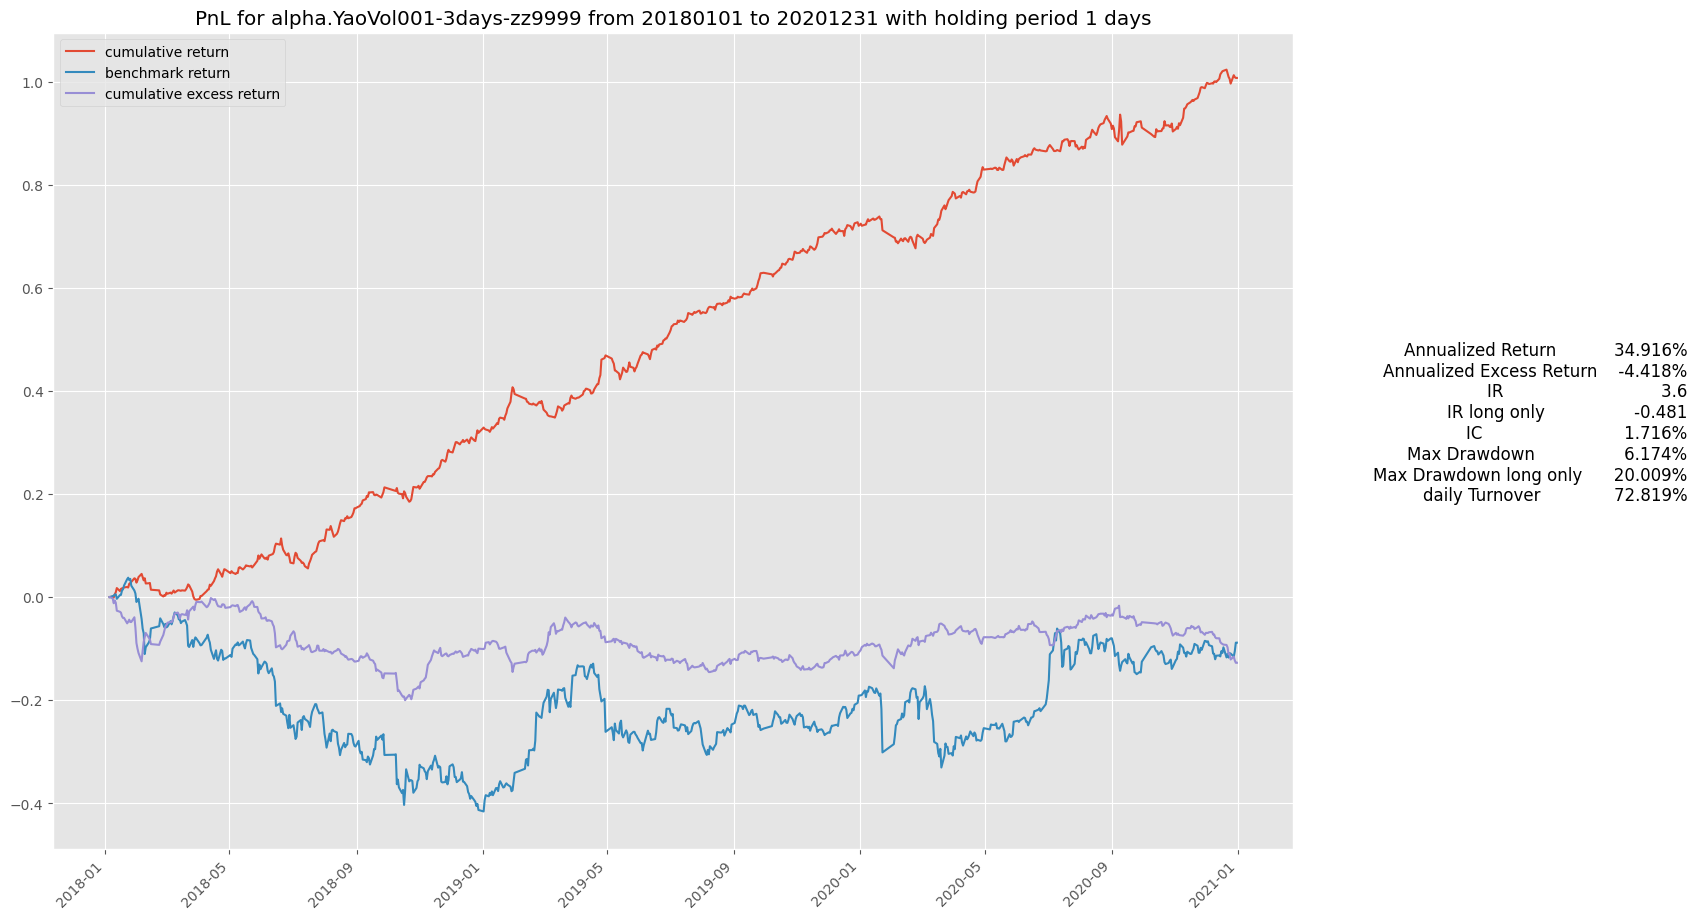 PnL for alpha.YaoVol001-3days-zz9999 from 20180101 to 20201231 with holding period 1 days
cumulative return
benchmark return
cumulative excess return
1.0
0.8
0.6
0.4
0.2
0.0
−0.2
−0.4
2018-01
2018-05
2018-09
2019-01
2019-05
2019-09
2020-01
2020-05
2020-09
2021-01
Annualized Return 34.916%
Annualized Excess Return -4.418%
IR 3.6
IR long only -0.481
IC 1.716%
Max Drawdown 6.174%
Max Drawdown long only 20.009%
daily Turnover 72.819%